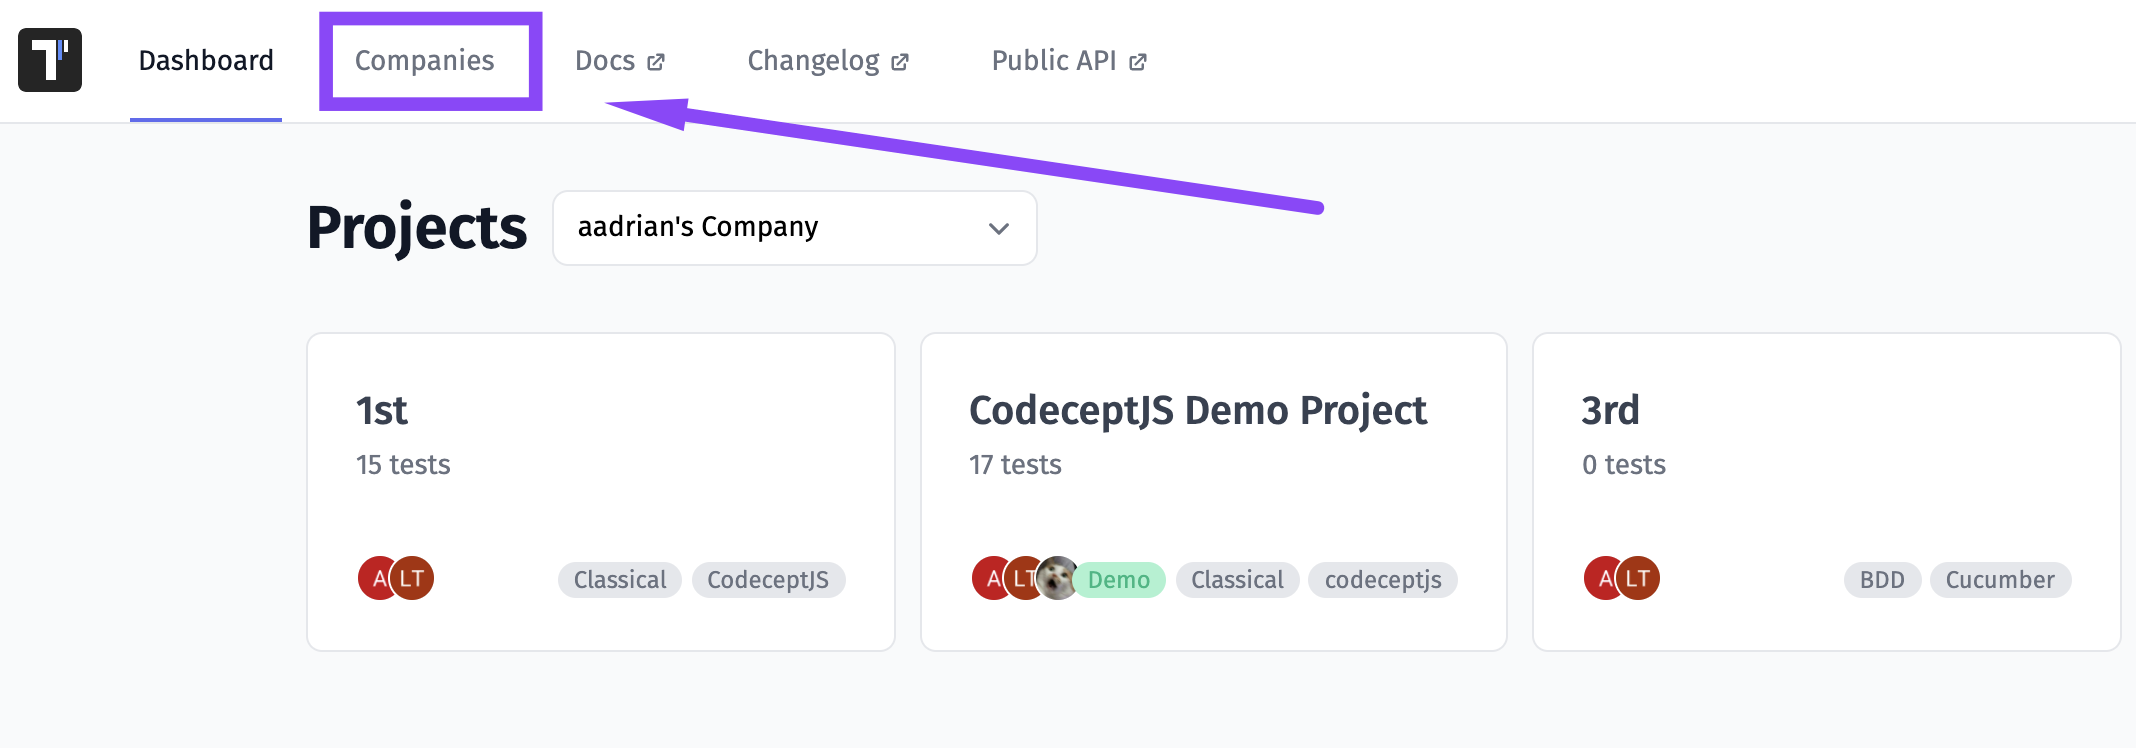 Dashboard Companies Docs Changelog Public API
Projects aadrian's Company
1st
15 tests
A LT Classical CodeceptJS
CodeceptJS Demo Project
17 tests
A LT Demo Classical codeceptjs
3rd
0 tests
A LT BDD Cucumber